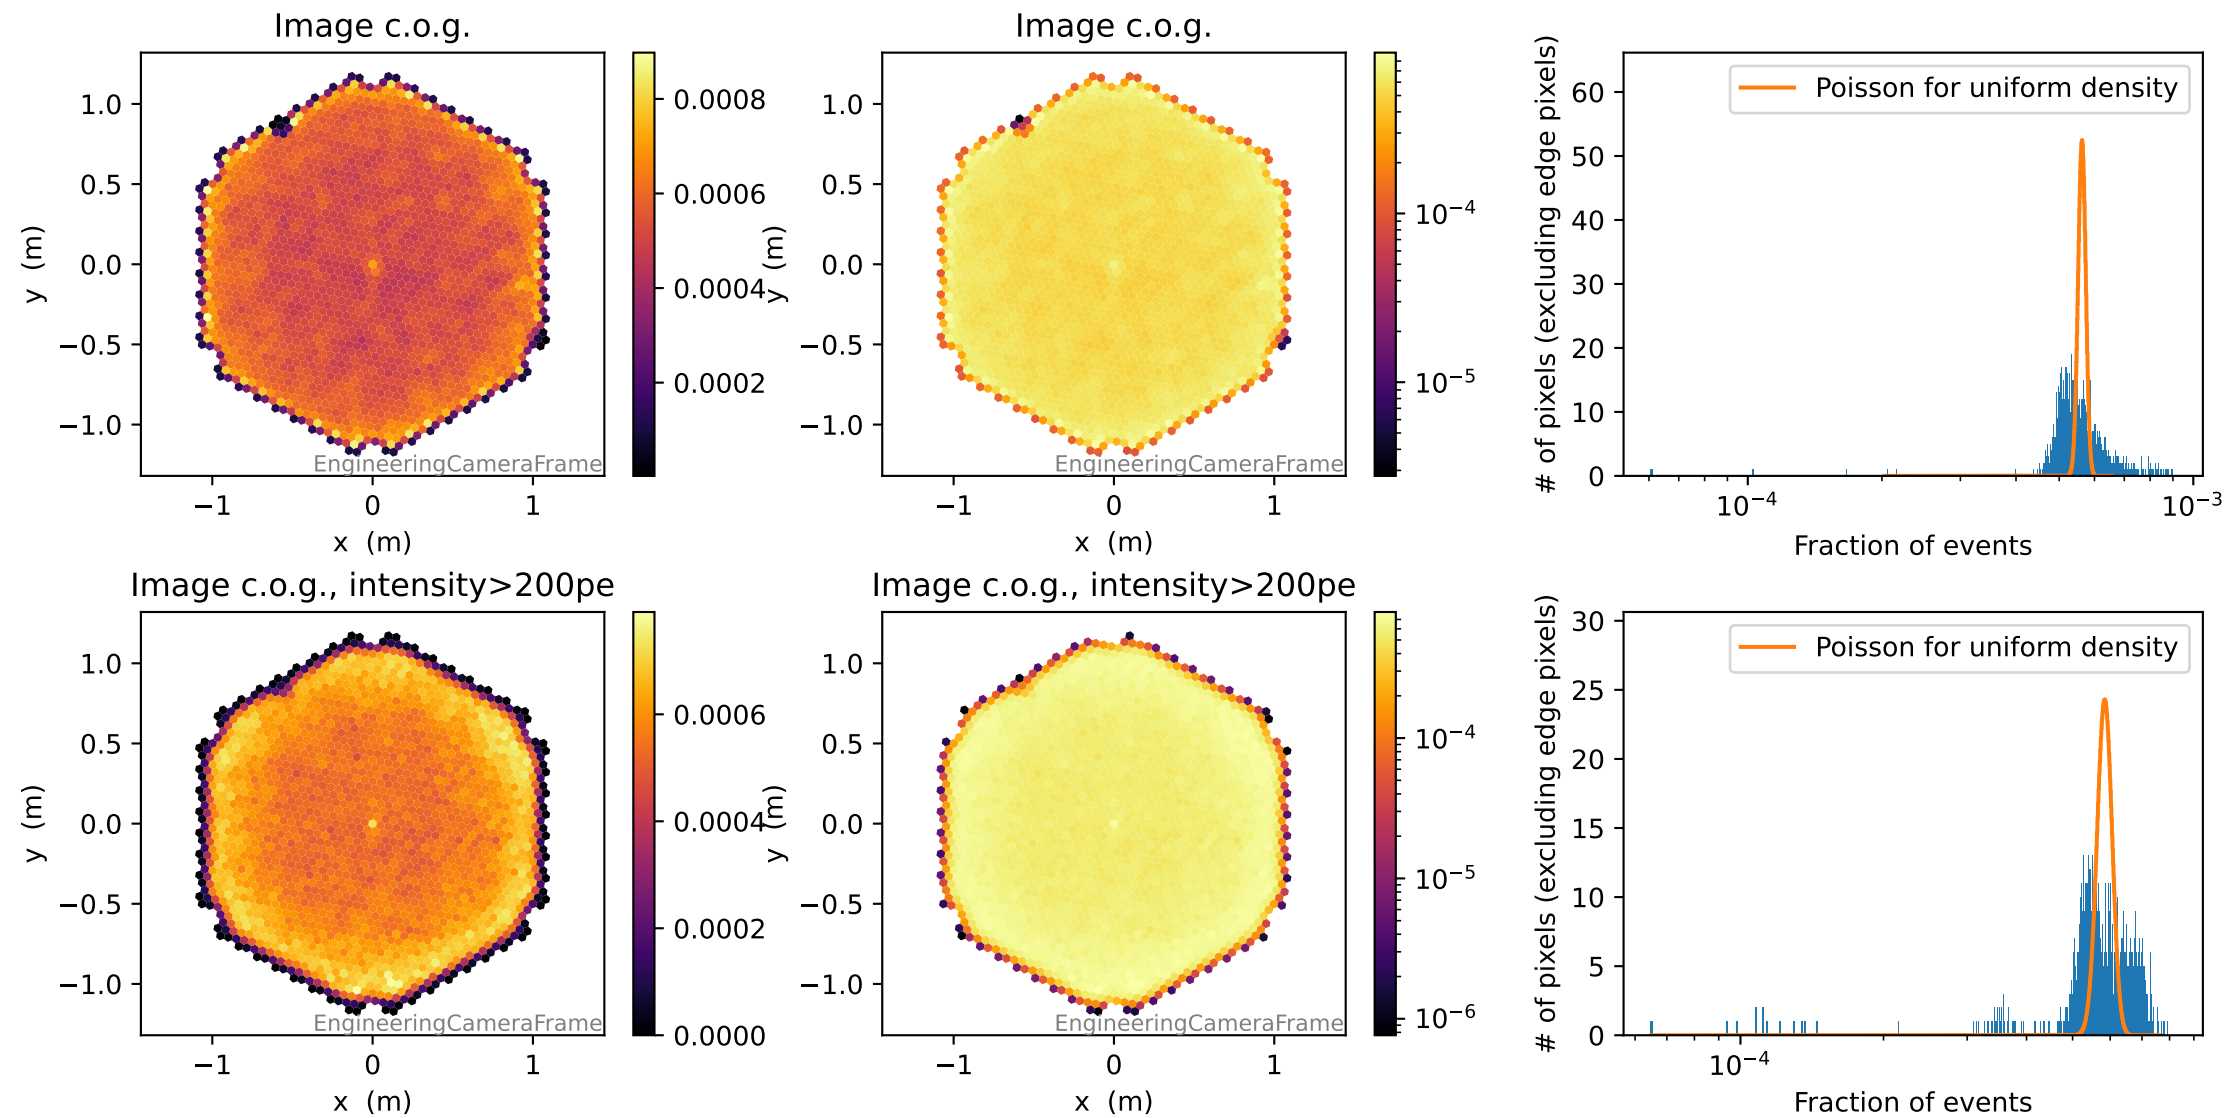 Image c.o.g.
1.0
0.5
0.0
−0.5
−1.0
y (m)
−1
0
1
x (m)
EngineeringCameraFrame
0.0008
0.0006
0.0004
0.0002
Image c.o.g.
1.0
0.5
0.0
−0.5
−1.0
y (m)
−1
0
1
x (m)
EngineeringCameraFrame
10⁻⁴
10⁻⁵
60
50
40
30
20
10
0
# of pixels (excluding edge pixels)
Poisson for uniform density
10⁻⁴
10⁻³
Fraction of events
Image c.o.g., intensity>200pe
1.0
0.5
0.0
−0.5
−1.0
y (m)
−1
0
1
x (m)
EngineeringCameraFrame
0.0006
0.0004
0.0002
0.0000
Image c.o.g., intensity>200pe
1.0
0.5
0.0
−0.5
−1.0
y (m)
−1
0
1
x (m)
EngineeringCameraFrame
10⁻⁴
10⁻⁵
10⁻⁶
30
25
20
15
10
5
0
# of pixels (excluding edge pixels)
Poisson for uniform density
10⁻⁴
Fraction of events